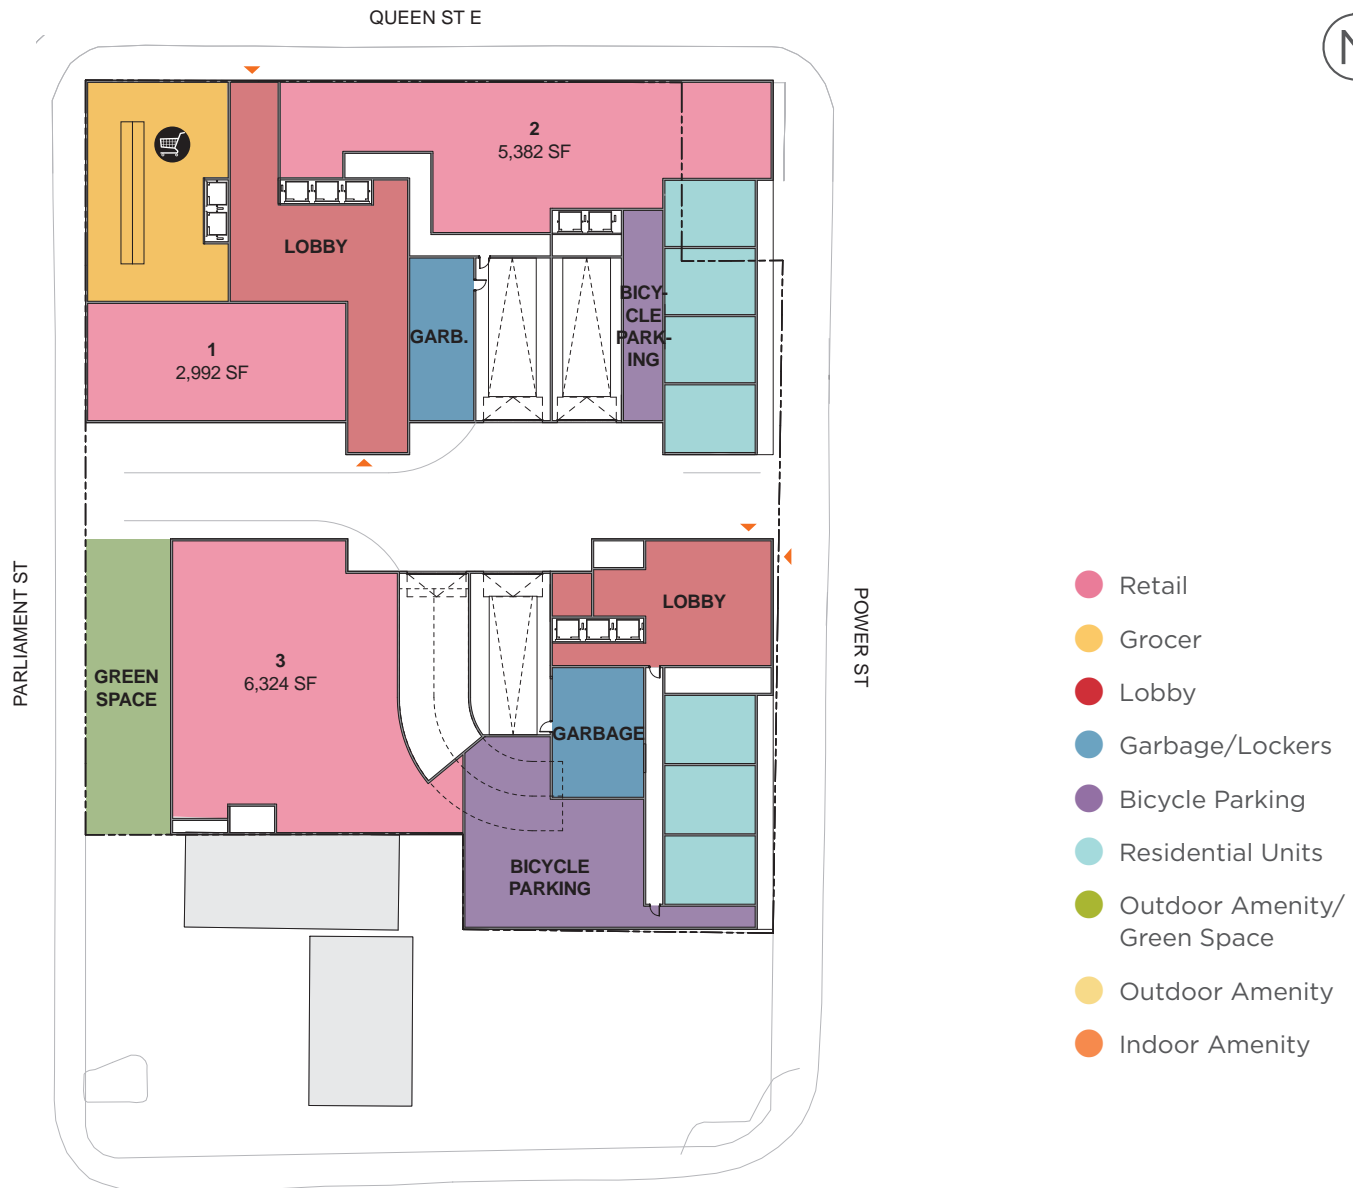 QUEEN ST E
N
2
5,382 SF
LOBBY
BICY-
CLE
PARK-
ING
GARB.
1
2,992 SF
PARLIAMENT ST
POWER ST
LOBBY
3
6,324 SF
GREEN
SPACE
GARBAGE
BICYCLE
PARKING
Retail
Grocer
Lobby
Garbage/Lockers
Bicycle Parking
Residential Units
Outdoor Amenity/
Green Space
Outdoor Amenity
Indoor Amenity